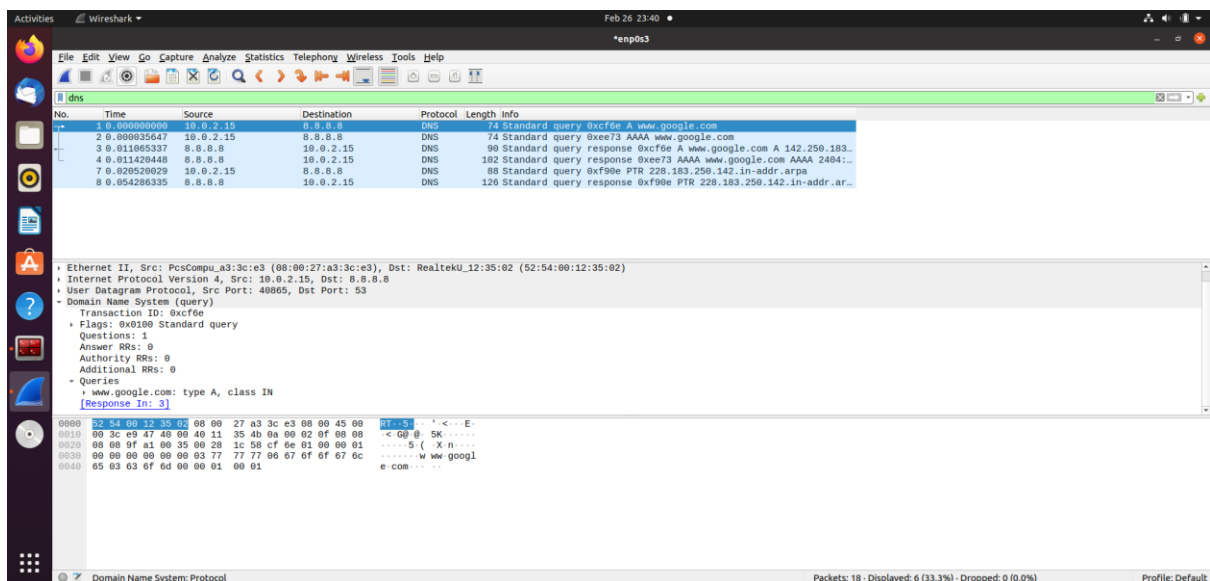 Activities Wireshark Feb 26 23:40
*enp0s3
File Edit View Go Capture Analyze Statistics Telephony Wireless Tools Help
dns
No. Time Source Destination Protocol Length Info
1 0.000000000 10.0.2.15 8.8.8.8 DNS 74 Standard query 0xcf6e A www.google.com
2 0.000035647 10.0.2.15 8.8.8.8 DNS 74 Standard query 0xee73 AAAA www.google.com
3 0.011065337 8.8.8.8 10.0.2.15 DNS 90 Standard query response 0xcf6e A www.google.com A 142.250.183…
4 0.011420448 8.8.8.8 10.0.2.15 DNS 102 Standard query response 0xee73 AAAA www.google.com AAAA 2404:…
7 0.020520029 10.0.2.15 8.8.8.8 DNS 88 Standard query 0xf90e PTR 228.183.250.142.in-addr.arpa
8 0.054286335 8.8.8.8 10.0.2.15 DNS 126 Standard query response 0xf90e PTR 228.183.250.142.in-addr.ar…
Ethernet II, Src: PcsCompu_a3:3c:e3 (08:00:27:a3:3c:e3), Dst: RealtekU_12:35:02 (52:54:00:12:35:02)
Internet Protocol Version 4, Src: 10.0.2.15, Dst: 8.8.8.8
User Datagram Protocol, Src Port: 40865, Dst Port: 53
Domain Name System (query)
Transaction ID: 0xcf6e
Flags: 0x0100 Standard query
Questions: 1
Answer RRs: 0
Authority RRs: 0
Additional RRs: 0
Queries
www.google.com: type A, class IN
[Response In: 3]
0000 52 54 00 12 35 02 08 00 27 a3 3c e3 08 00 45 00 RT··5··· '·<···E·
0010 00 3c e9 47 40 00 40 11 35 4b 0a 00 02 0f 08 08 ·<·G@·@· 5K······
0020 08 08 9f a1 00 35 00 28 1c 58 cf 6e 01 00 00 01 ·····5·( ·X·n····
0030 00 00 00 00 00 00 03 77 77 77 06 67 6f 6f 67 6c ·······w ww·googl
0040 65 03 63 6f 6d 00 00 01 00 01 e·com··· ··
Domain Name System: Protocol Packets: 18 · Displayed: 6 (33.3%) · Dropped: 0 (0.0%) Profile: Default